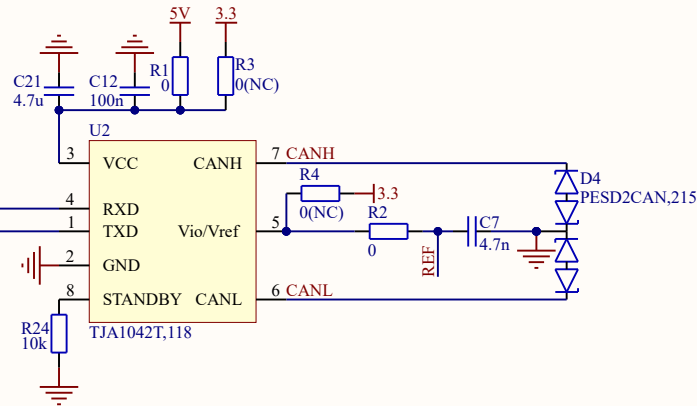 5V
3.3
C21
4.7u
C12
100n
R1
0
R3
0(NC)
U2
3
VCC
CANH
7
CANH
4
RXD
R4
0(NC)
3.3
D4
PESD2CAN,215
1
TXD
Vio/Vref
5
R2
0
C7
4.7n
REF
2
GND
8
STANDBY
CANL
6
CANL
TJA1042T,118
R24
10k